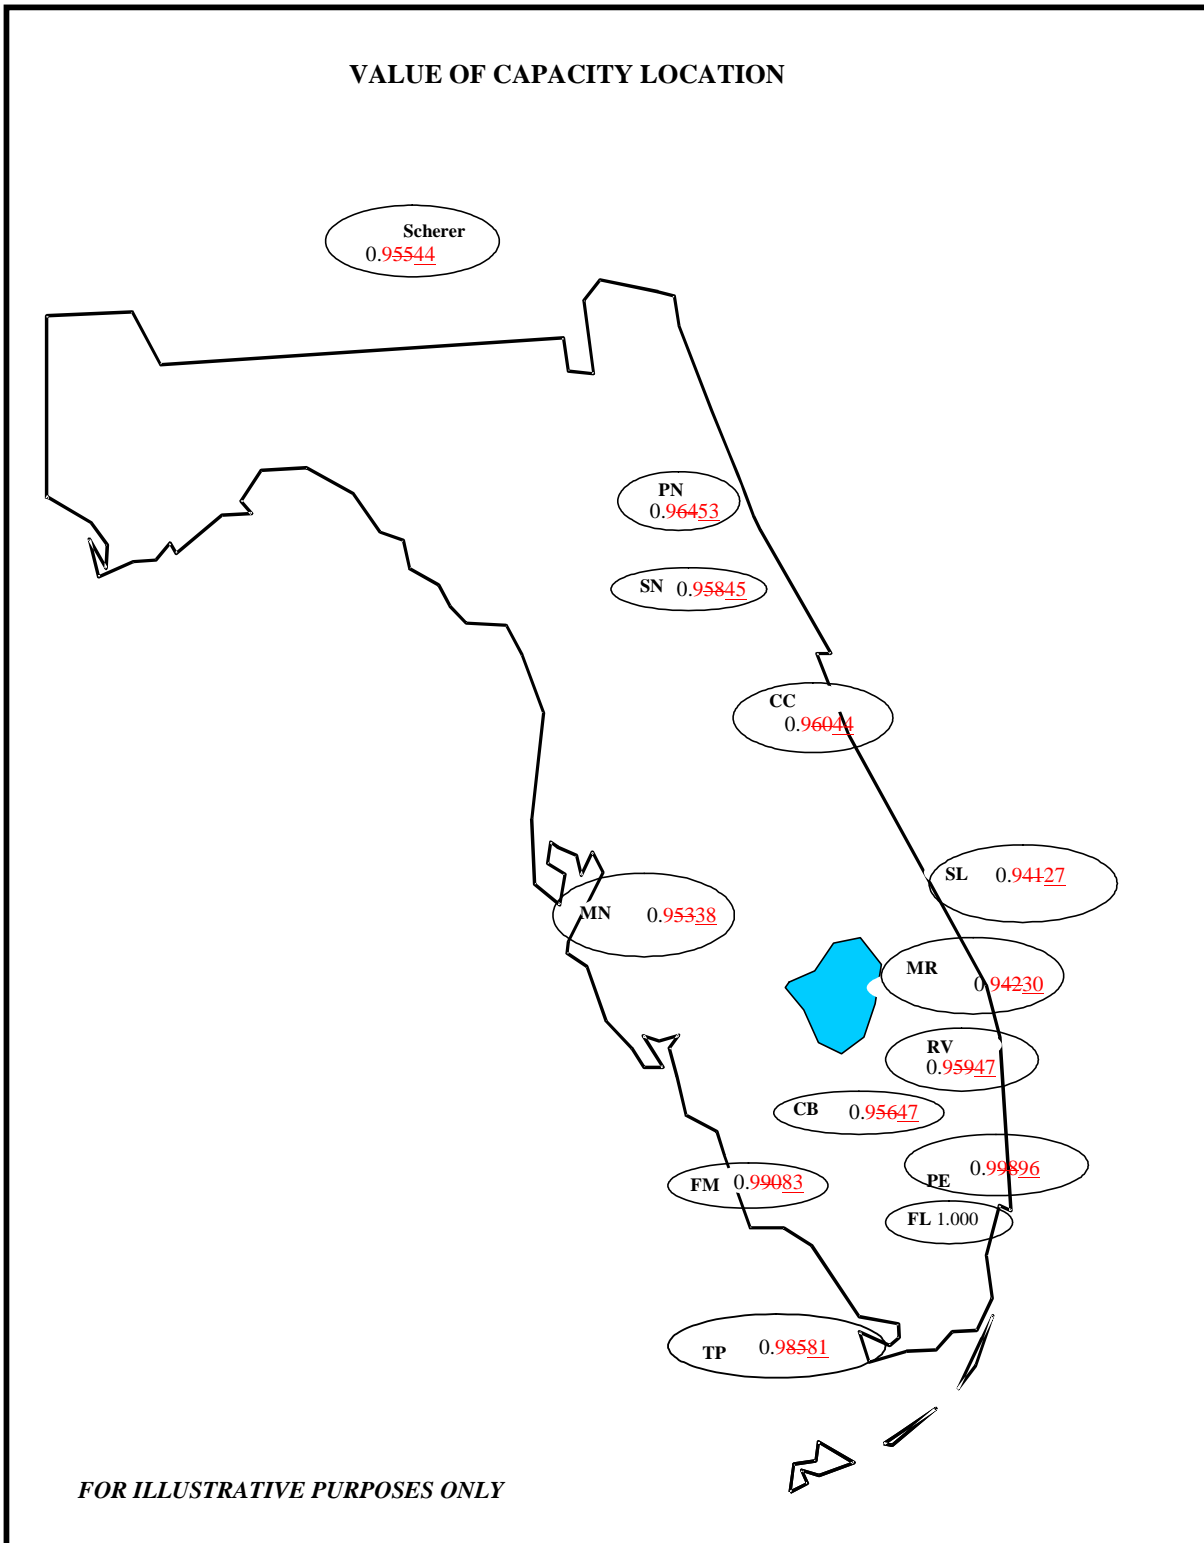 VALUE OF CAPACITY LOCATION
Scherer
0.95544
PN
0.96453
SN 0.95845
CC
0.96044
SL 0.94127
MN 0.95338
MR
0.94230
RV
0.95947
CB 0.95647
0.99896
PE
FM 0.99083
FL 1.000
TP 0.98581
FOR ILLUSTRATIVE PURPOSES ONLY